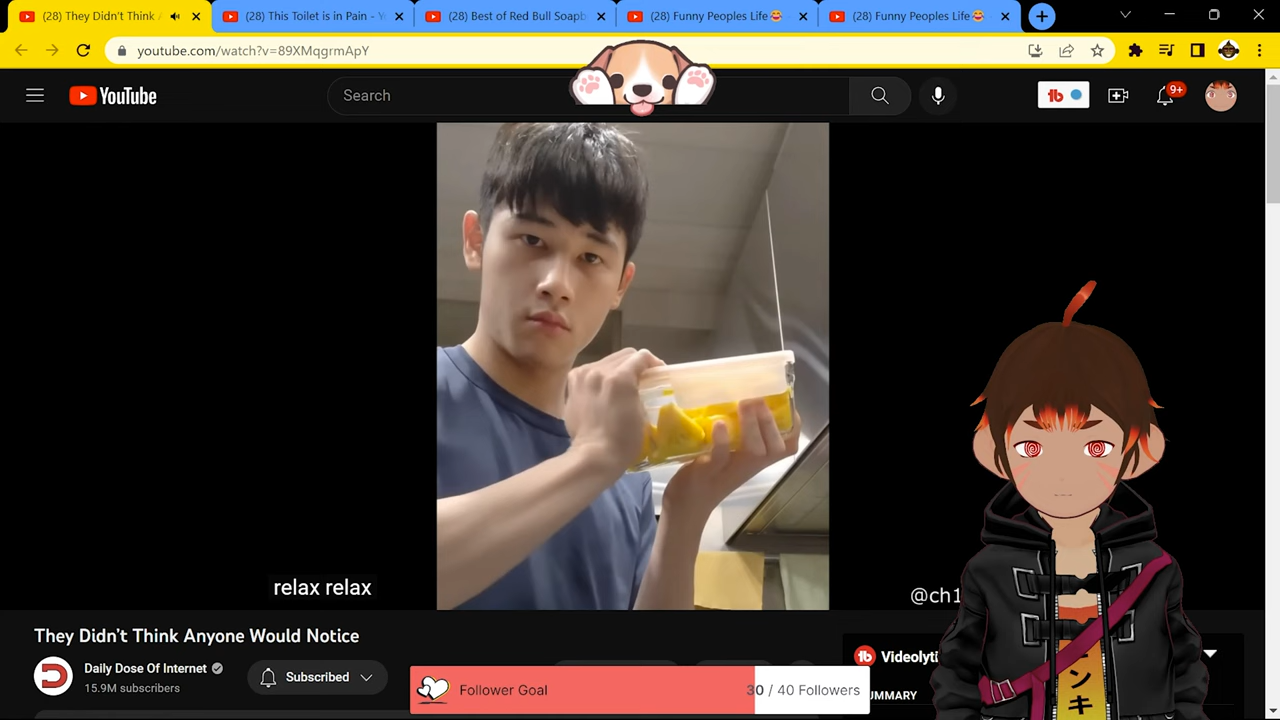 (28) They Didn't Think
(28) This Toilet is in Pain - Y
(28) Best of Red Bull Soapb
(28) Funny Peoples Life😂 -
(28) Funny Peoples Life😂 -
youtube.com/watch?v=89XMqgrmApY
YouTube
Search
9+
relax relax
@ch1
They Didn't Think Anyone Would Notice
Daily Dose Of Internet
15.9M subscribers
Subscribed
Videolyti
UMMARY
Follower Goal
30 / 40 Followers
ンキ